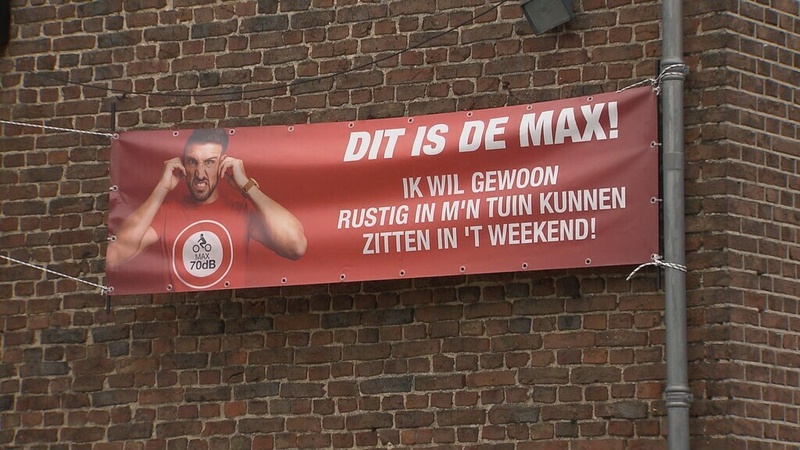 DIT IS DE MAX!
IK WIL GEWOON
RUSTIG IN M'N TUIN KUNNEN
ZITTEN IN 'T WEEKEND!
MAX
70dB